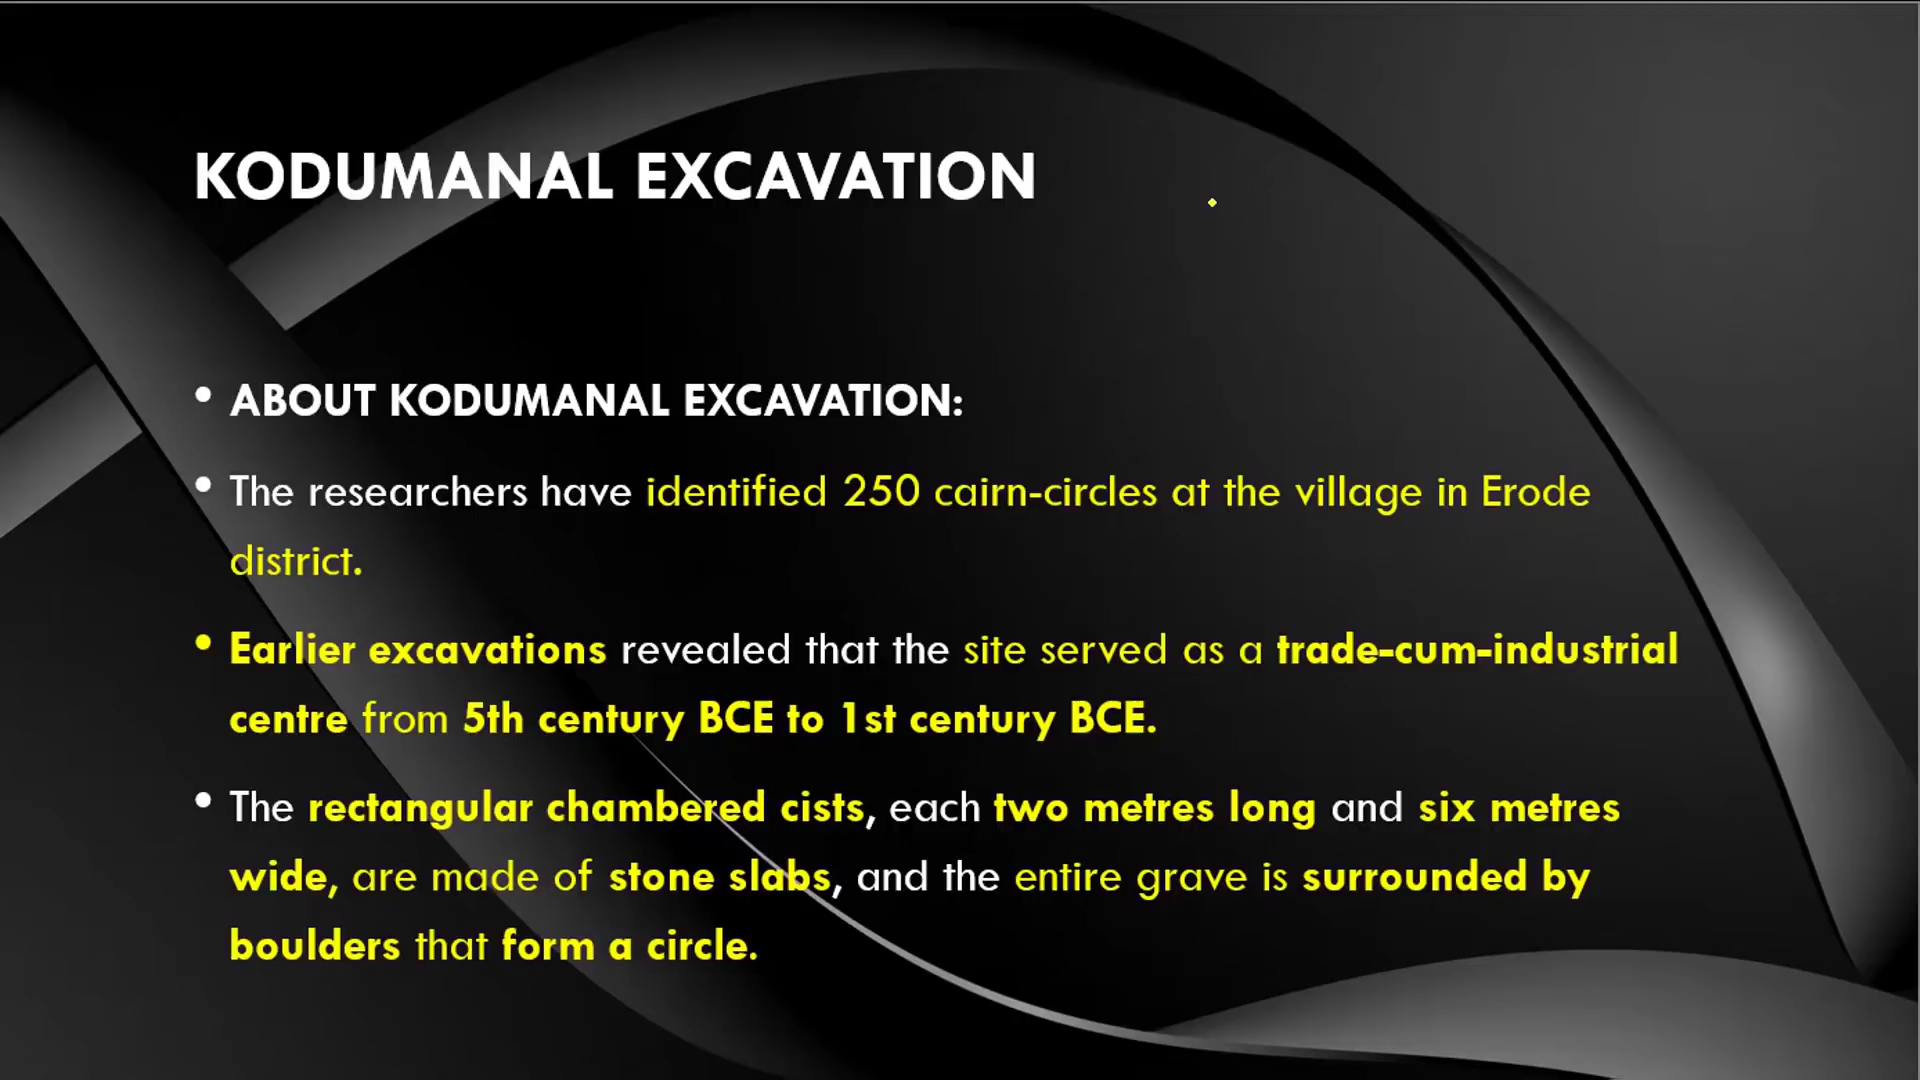 KODUMANAL EXCAVATION
• ABOUT KODUMANAL EXCAVATION:
• The researchers have identified 250 cairn-circles at the village in Erode
district.
• Earlier excavations revealed that the site served as a trade-cum-industrial
centre from 5th century BCE to 1st century BCE.
• The rectangular chambered cists, each two metres long and six metres
wide, are made of stone slabs, and the entire grave is surrounded by
boulders that form a circle.